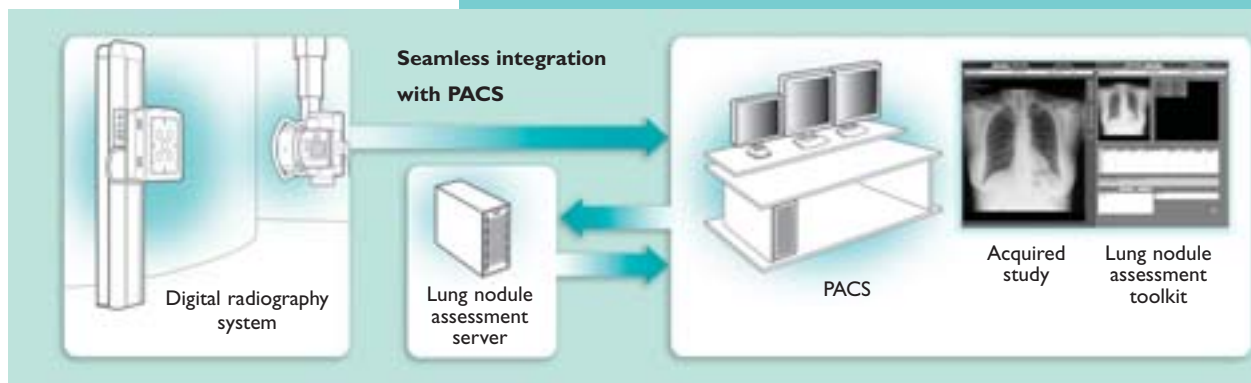 Seamless integration
with PACS
Digital radiography
system
Lung nodule
assessment
server
PACS
Acquired
study
Lung nodule
assessment
toolkit